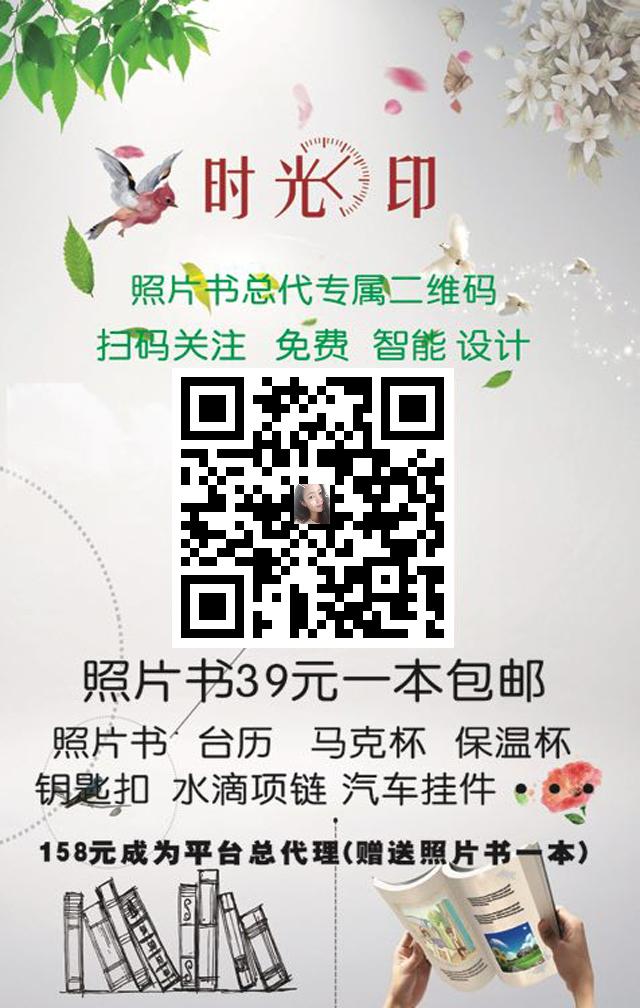 时光印
照片书总代专属二维码
扫码关注 免费 智能 设计
照片书39元一本包邮
照片书 台历 马克杯 保温杯
钥匙扣 水滴项链 汽车挂件 ...
158元成为平台总代理(赠送照片书一本)